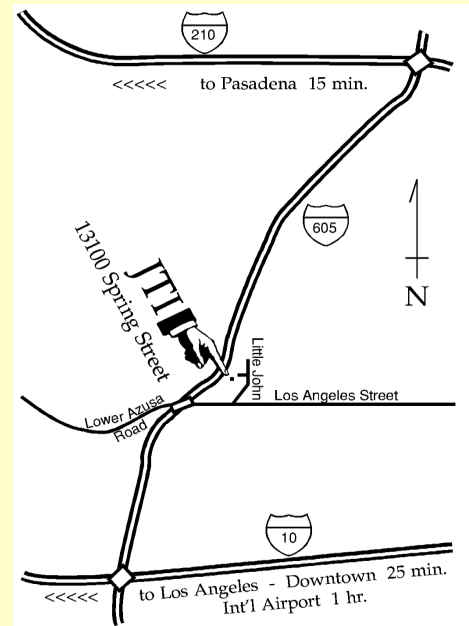 210
<<<<< to Pasadena 15 min.
605
N
JTI
13100 Spring Street
Little John
Los Angeles Street
Lower Azusa
Road
10
<<<<< to Los Angeles - Downtown 25 min.
Int'l Airport 1 hr.